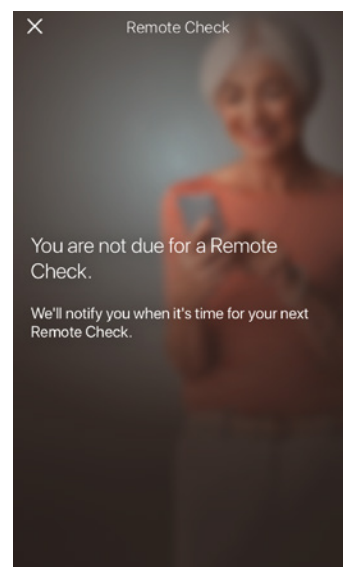 Remote Check
You are not due for a Remote
Check.
We'll notify you when it's time for your next
Remote Check.